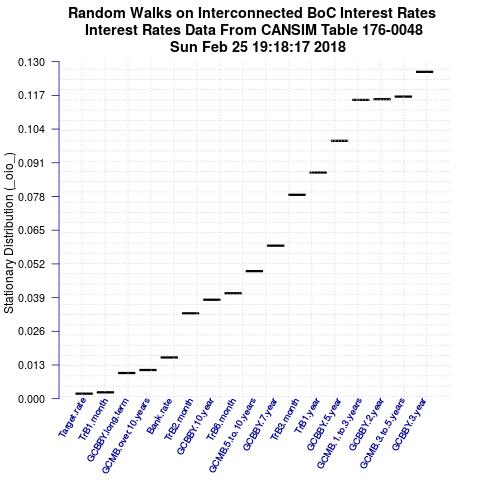 Random Walks on Interconnected BoC Interest Rates
Interest Rates Data From CANSIM Table 176-0048
Sun Feb 25 19:18:17 2018
Stationary Distribution (_oio_)
0.130
0.117
0.104
0.091
0.078
0.065
0.052
0.039
0.026
0.013
0.000
Target.rate
TrB1.month
GCBBY.long.term
GCMB.over.10.years
Bank.rate
TrB2.month
GCBBY.10.year
TrB6.month
GCMB.5.to.10.years
GCBBY.7.year
TrB3.month
TrB1.year
GCBBY.5.year
GCMB.1.to.3.years
GCBBY.2.year
GCMB.3.to.5.years
GCBBY.3.year